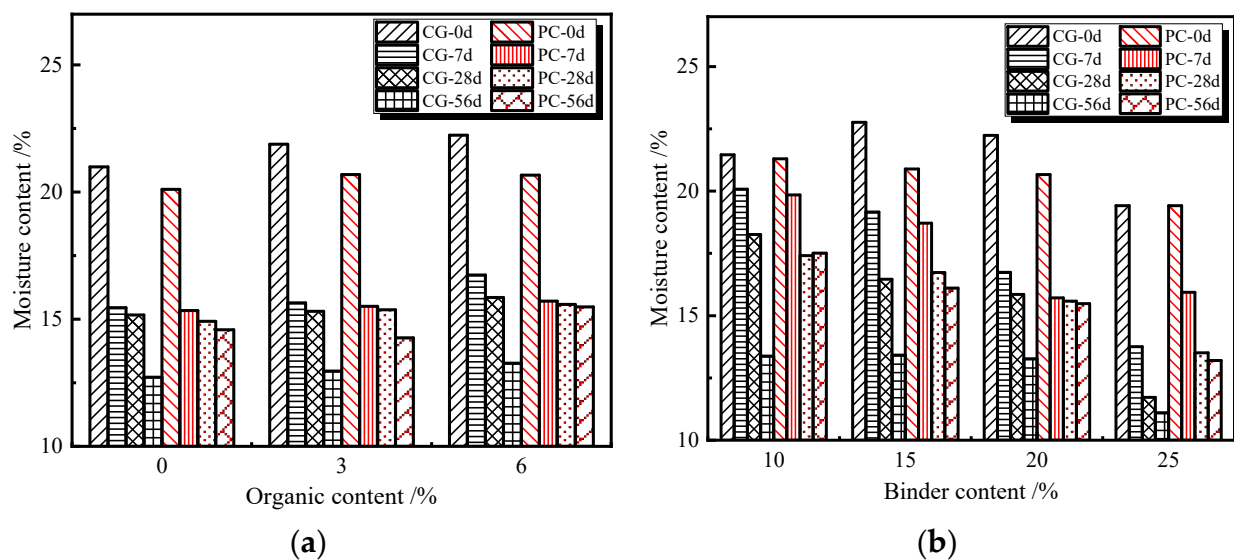 CG-0d PC-0d
CG-7d PC-7d
CG-28d PC-28d
CG-56d PC-56d
25
20
15
10
Moisture content /%
0 3 6
Organic content /%
(a)
CG-0d PC-0d
CG-7d PC-7d
CG-28d PC-28d
CG-56d PC-56d
25
20
15
10
Moisture content /%
10 15 20 25
Binder content /%
(b)